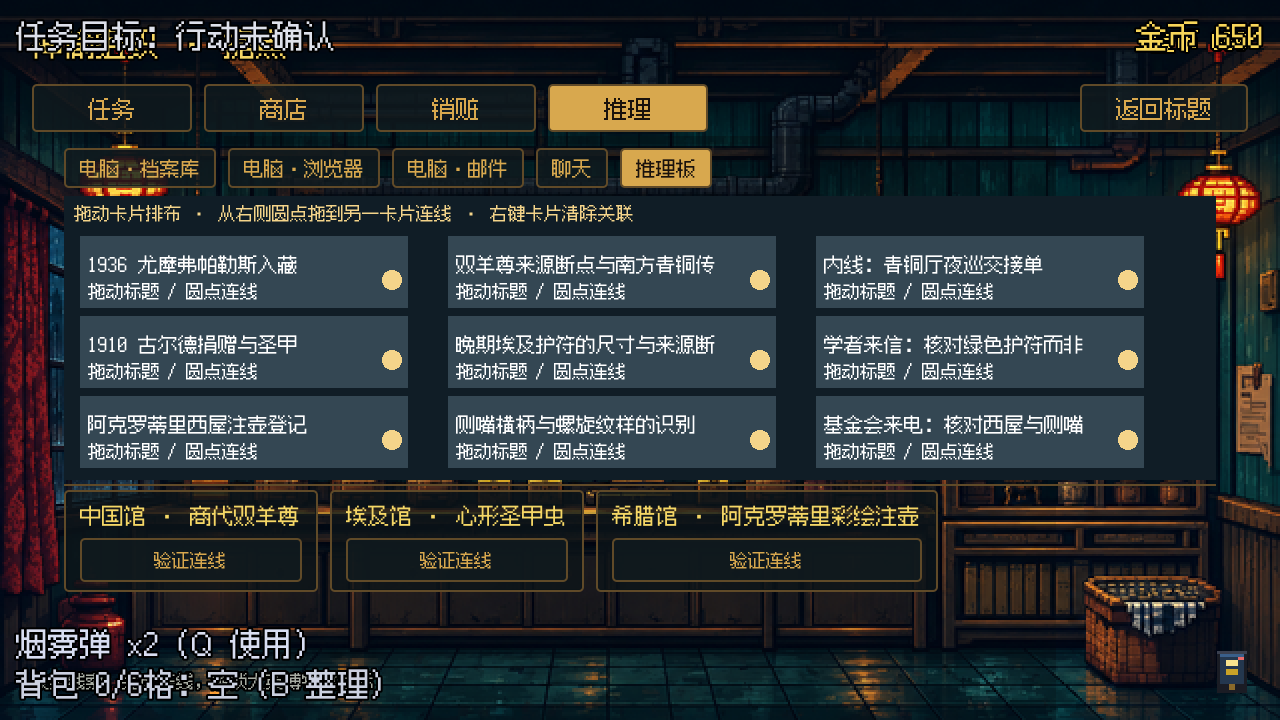 任务目标: 行动未确认
金币 650
任务
商店
销赃
推理
返回标题
电脑·档案库
电脑·浏览器
电脑·邮件
聊天
推理板
拖动卡片排布 · 从右侧圆点拖到另一卡片连线 · 右键卡片清除关联
1936 尤摩弗帕勒斯入藏
拖动标题 / 圆点连线
双羊尊来源断点与南方青铜传
拖动标题 / 圆点连线
内线: 青铜厅夜巡交接单
拖动标题 / 圆点连线
1910 古尔德捐赠与圣甲
拖动标题 / 圆点连线
晚期埃及护符的尺寸与来源断
拖动标题 / 圆点连线
学者来信: 核对绿色护符而非
拖动标题 / 圆点连线
阿克罗蒂里西屋注壶登记
拖动标题 / 圆点连线
侧嘴横柄与螺旋纹样的识别
拖动标题 / 圆点连线
基金会来电: 核对西屋与侧嘴
拖动标题 / 圆点连线
中国馆 · 商代双羊尊
验证连线
埃及馆 · 心形圣甲虫
验证连线
希腊馆 · 阿克罗蒂里彩绘注壶
验证连线
烟雾弹 x2 (Q 使用)
背包 0/6格: 空 (B 整理)